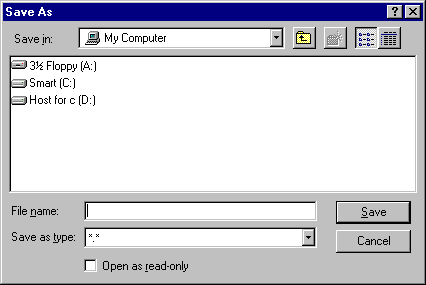 Save As
Save in: My Computer
3½ Floppy (A:)
Smart (C:)
Host for c (D:)
File name: Save
Save as type: *.* Cancel
Open as read-only